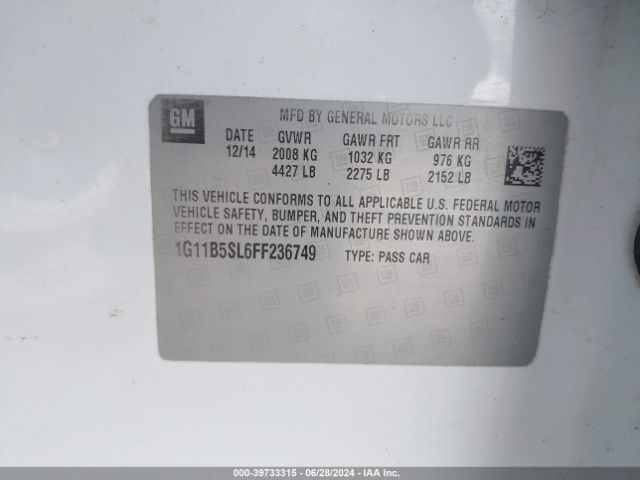 GM
MFD BY GENERAL MOTORS LLC
DATE GVWR GAWR FRT GAWR RR
12/14 2008 KG 1032 KG 976 KG
4427 LB 2275 LB 2152 LB
THIS VEHICLE CONFORMS TO ALL APPLICABLE U.S. FEDERAL MOTOR
VEHICLE SAFETY, BUMPER, AND THEFT PREVENTION STANDARDS IN
EFFECT ON THE DATE OF MANUFACTURE SHOWN ABOVE.
1G11B5SL6FF236749 TYPE: PASS CAR
000-39733315 - 06/28/2024 - IAA Inc.